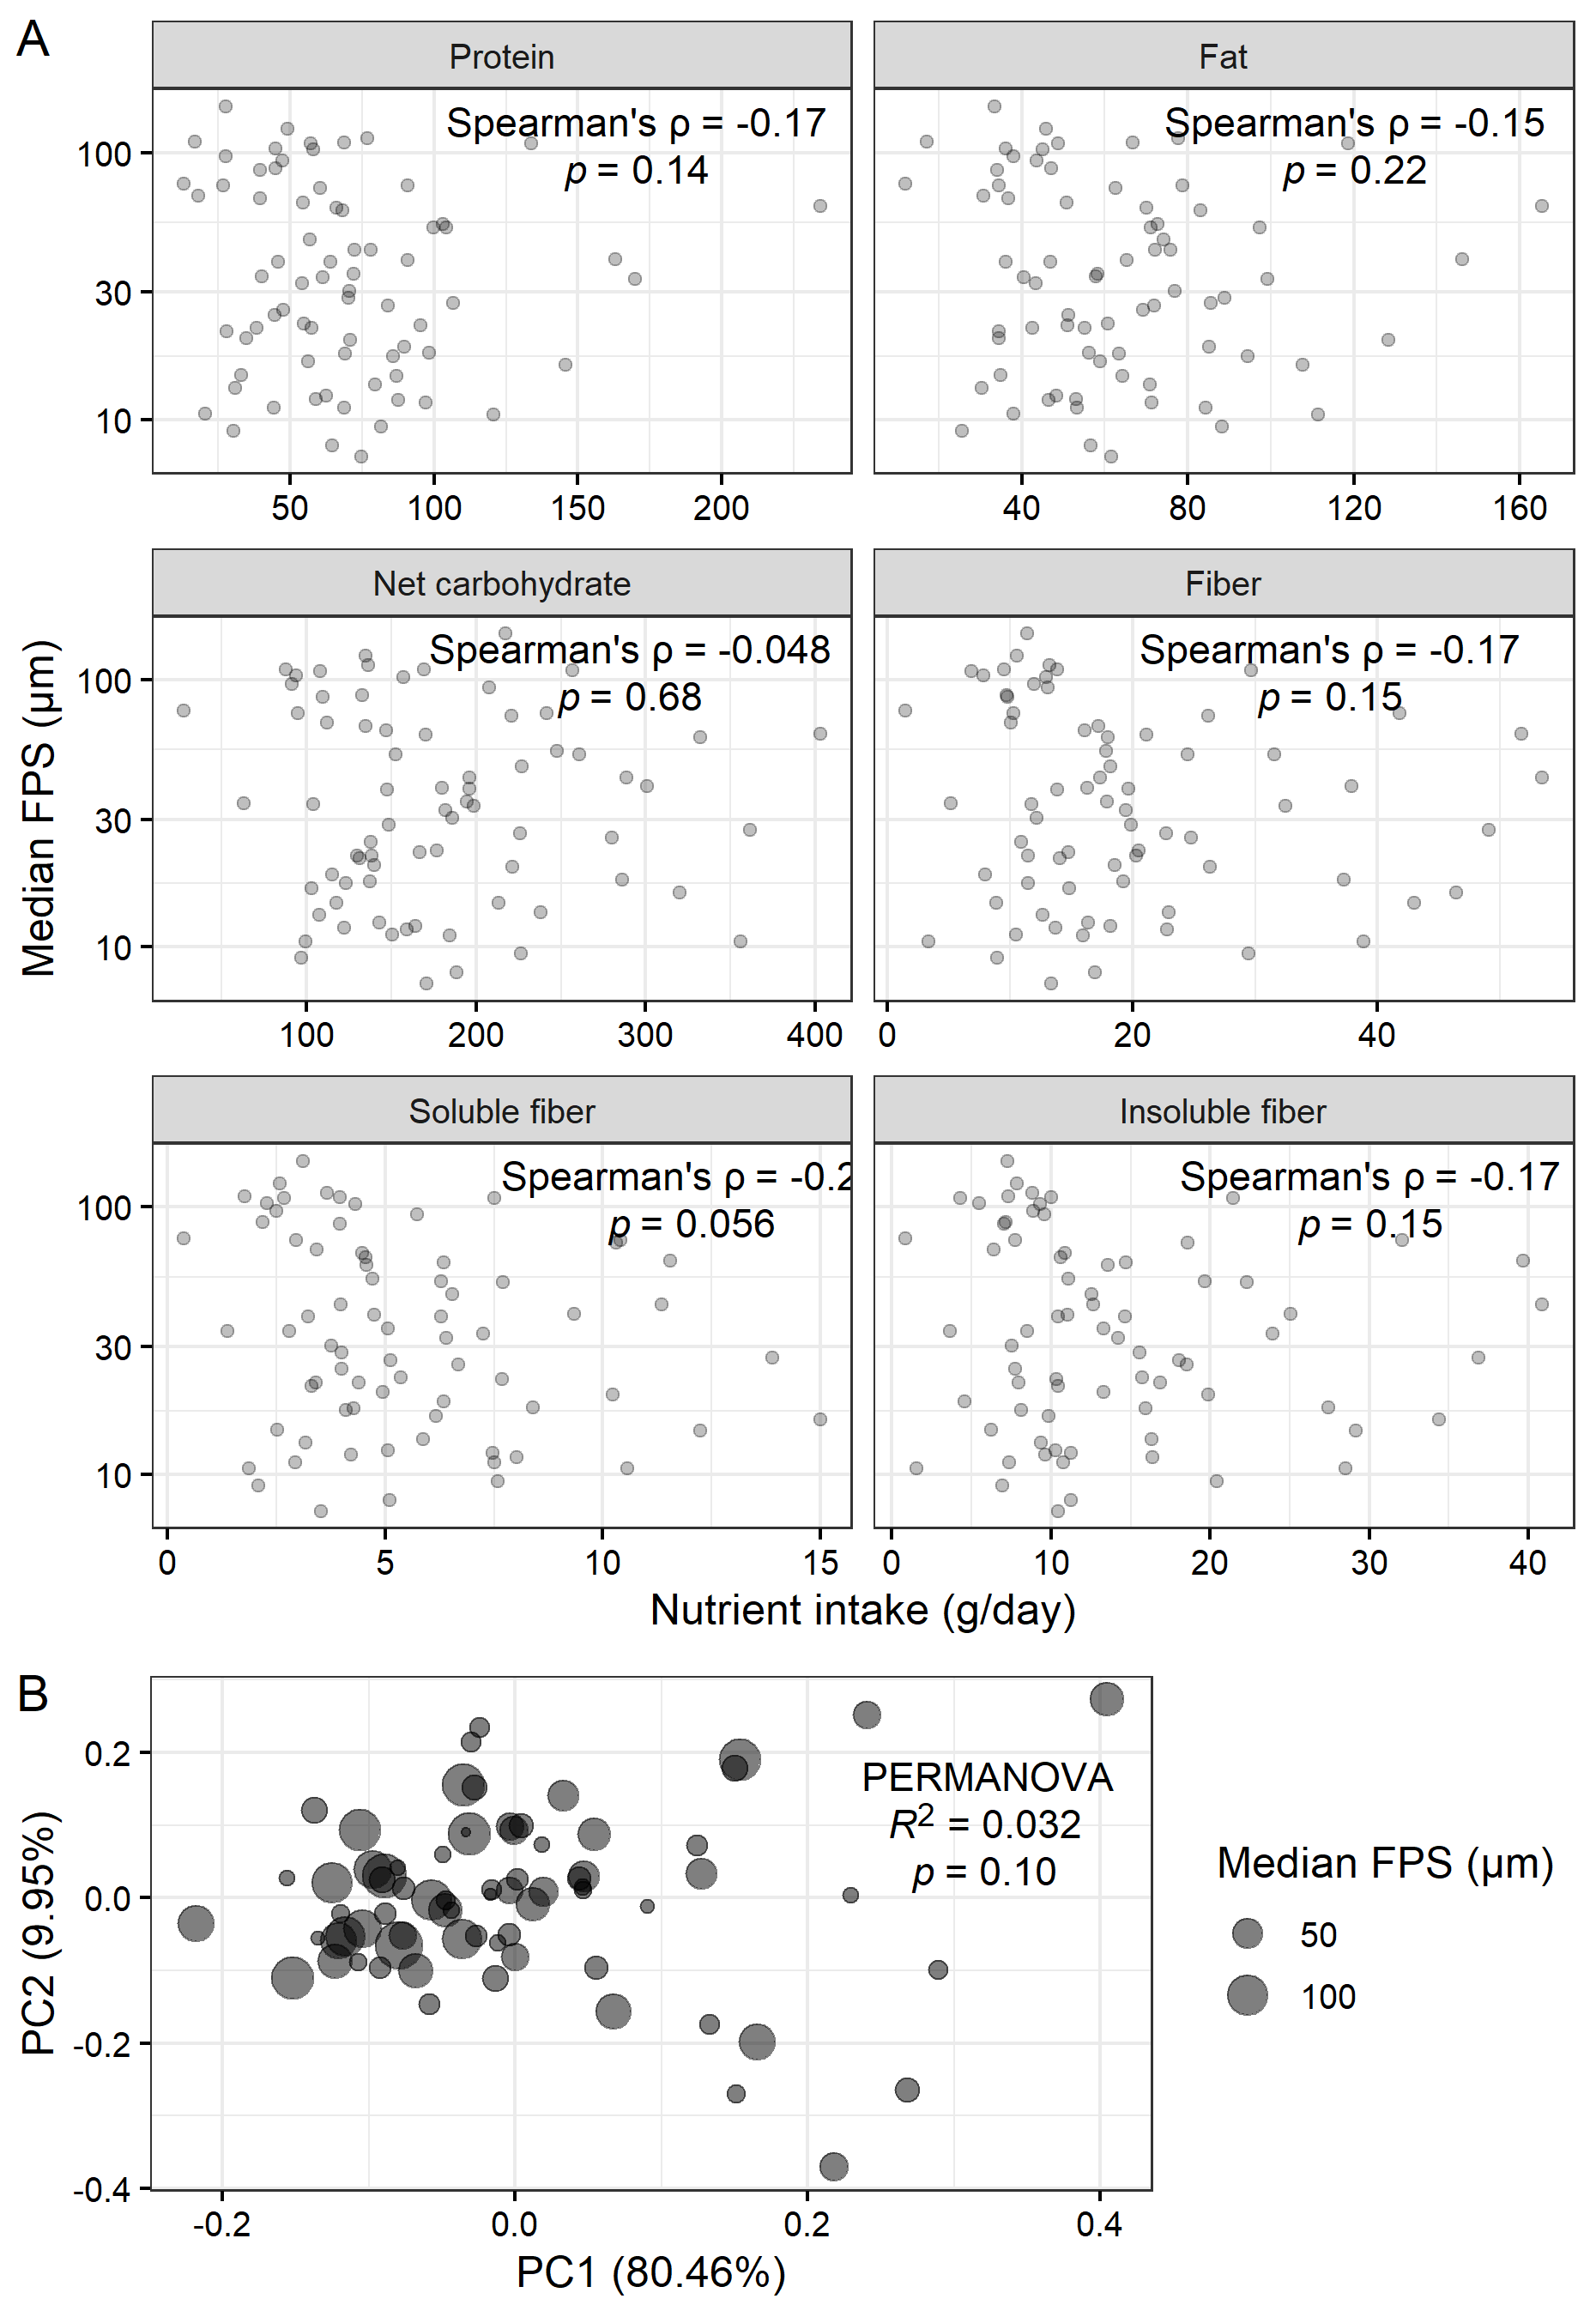 A
Protein
Fat
Spearman's ρ = -0.17
p = 0.14
Spearman's ρ = -0.15
p = 0.22
100
30
10
50 100 150 200
40 80 120 160
Net carbohydrate
Fiber
Spearman's ρ = -0.048
p = 0.68
Spearman's ρ = -0.17
p = 0.15
100
30
10
100 200 300 400
0 20 40
Median FPS (μm)
Soluble fiber
Insoluble fiber
Spearman's ρ = -0.2
p = 0.056
Spearman's ρ = -0.17
p = 0.15
100
30
10
0 5 10 15
0 10 20 30 40
Nutrient intake (g/day)
B
PERMANOVA
R² = 0.032
p = 0.10
0.2
0.0
-0.2
-0.4
PC2 (9.95%)
-0.2 0.0 0.2 0.4
PC1 (80.46%)
Median FPS (μm)
50
100